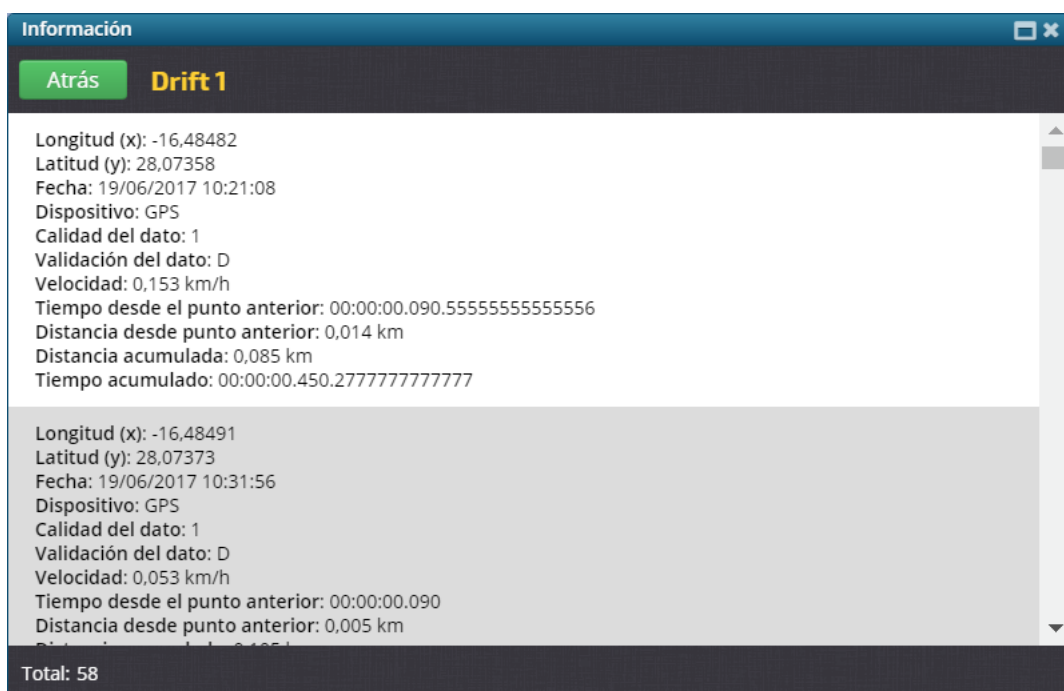 Información
Atrás
Drift 1
Longitud (x): -16,48482
Latitud (y): 28,07358
Fecha: 19/06/2017 10:21:08
Dispositivo: GPS
Calidad del dato: 1
Validación del dato: D
Velocidad: 0,153 km/h
Tiempo desde el punto anterior: 00:00:00.090.55555555555556
Distancia desde punto anterior: 0,014 km
Distancia acumulada: 0,085 km
Tiempo acumulado: 00:00:00.450.2777777777777
Longitud (x): -16,48491
Latitud (y): 28,07373
Fecha: 19/06/2017 10:31:56
Dispositivo: GPS
Calidad del dato: 1
Validación del dato: D
Velocidad: 0,053 km/h
Tiempo desde el punto anterior: 00:00:00.090
Distancia desde punto anterior: 0,005 km
Total: 58